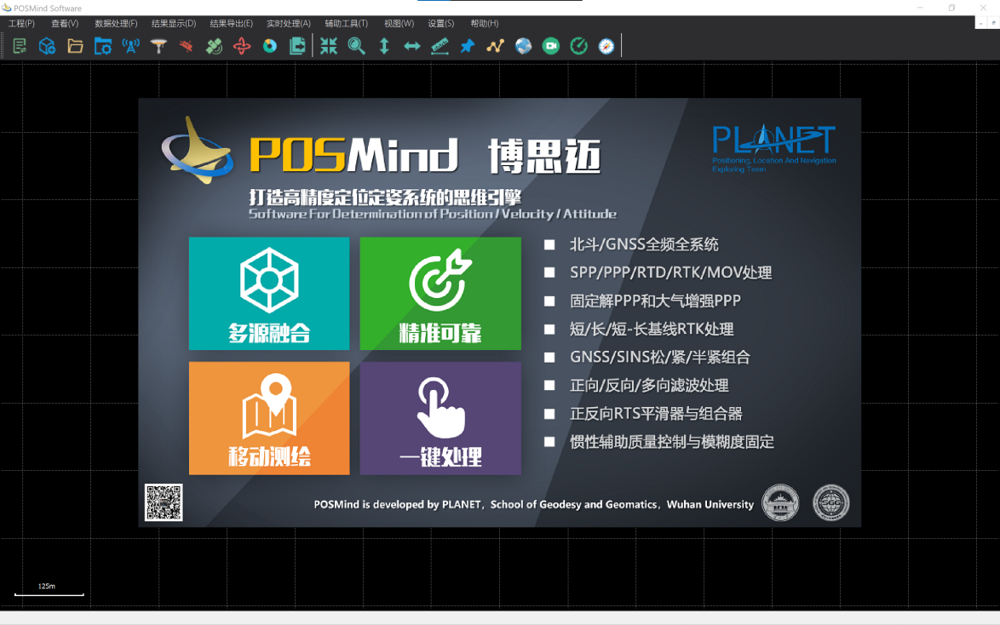 POSMind Software
工程(P) 查看(V) 数据处理(F) 结果显示(D) 结果导出(E) 实时处理(A) 辅助工具(T) 视图(W) 设置(S) 帮助(H)
POSMind 博思迈
PLANET
Positioning, Location And Navigation
Exploring Team
打造高精度定位定姿系统的思维引擎
Software For Determination of Position / Velocity / Attitude
多源融合
精准可靠
移动测绘
一键处理
北斗/GNSS全频全系统
SPP/PPP/RTD/RTK/MOV处理
固定解PPP和大气增强PPP
短/长/短-长基线RTK处理
GNSS/SINS松/紧/半紧组合
正向/反向/多向滤波处理
正反向RTS平滑器与组合器
惯性辅助质量控制与模糊度固定
POSMind is developed by PLANET，School of Geodesy and Geomatics，Wuhan University
SGG
125m